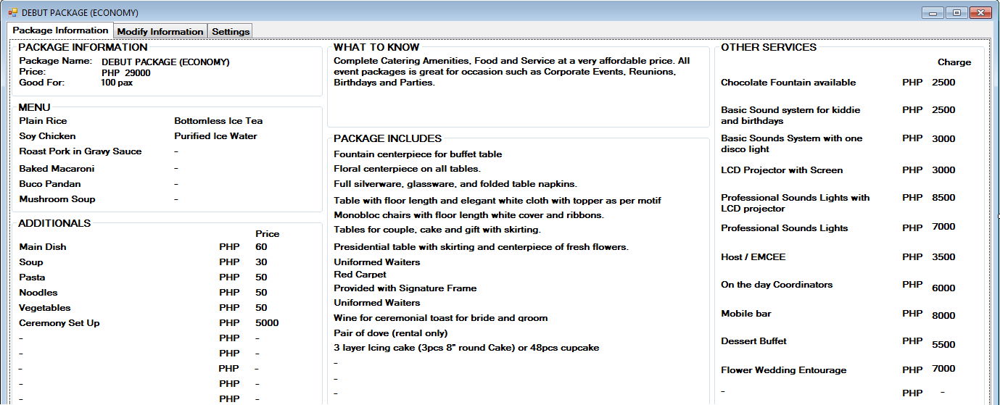 DEBUT PACKAGE (ECONOMY)
Package Information Modify Information Settings
PACKAGE INFORMATION
Package Name: DEBUT PACKAGE (ECONOMY)
Price: PHP 29000
Good For: 100 pax
MENU
Plain Rice Bottomless Ice Tea
Soy Chicken Purified Ice Water
Roast Pork in Gravy Sauce -
Baked Macaroni -
Buco Pandan -
Mushroom Soup -
ADDITIONALS
Price
Main Dish PHP 60
Soup PHP 30
Pasta PHP 50
Noodles PHP 50
Vegetables PHP 50
Ceremony Set Up PHP 5000
- PHP -
- PHP -
- PHP -
- PHP -
- PHP -
WHAT TO KNOW
Complete Catering Amenities, Food and Service at a very affordable price. All
event packages is great for occasion such as Corporate Events, Reunions,
Birthdays and Parties.
PACKAGE INCLUDES
Fountain centerpiece for buffet table
Floral centerpiece on all tables.
Full silverware, glassware, and folded table napkins.
Table with floor length and elegant white cloth with topper as per motif
Monobloc chairs with floor length white cover and ribbons.
Tables for couple, cake and gift with skirting.
Presidential table with skirting and centerpiece of fresh flowers.
Uniformed Waiters
Red Carpet
Provided with Signature Frame
Uniformed Waiters
Wine for ceremonial toast for bride and groom
Pair of dove (rental only)
3 layer Icing cake (3pcs 8" round Cake) or 48pcs cupcake
-
-
-
OTHER SERVICES
Charge
Chocolate Fountain available PHP 2500
Basic Sound system for kiddie PHP 2500
and birthdays
Basic Sounds System with one PHP 3000
disco light
LCD Projector with Screen PHP 3000
Professional Sounds Lights with PHP 8500
LCD projector
Professional Sounds Lights PHP 7000
Host / EMCEE PHP 3500
On the day Coordinators PHP 6000
Mobile bar PHP 8000
Dessert Buffet PHP 5500
Flower Wedding Entourage PHP 7000
- PHP -